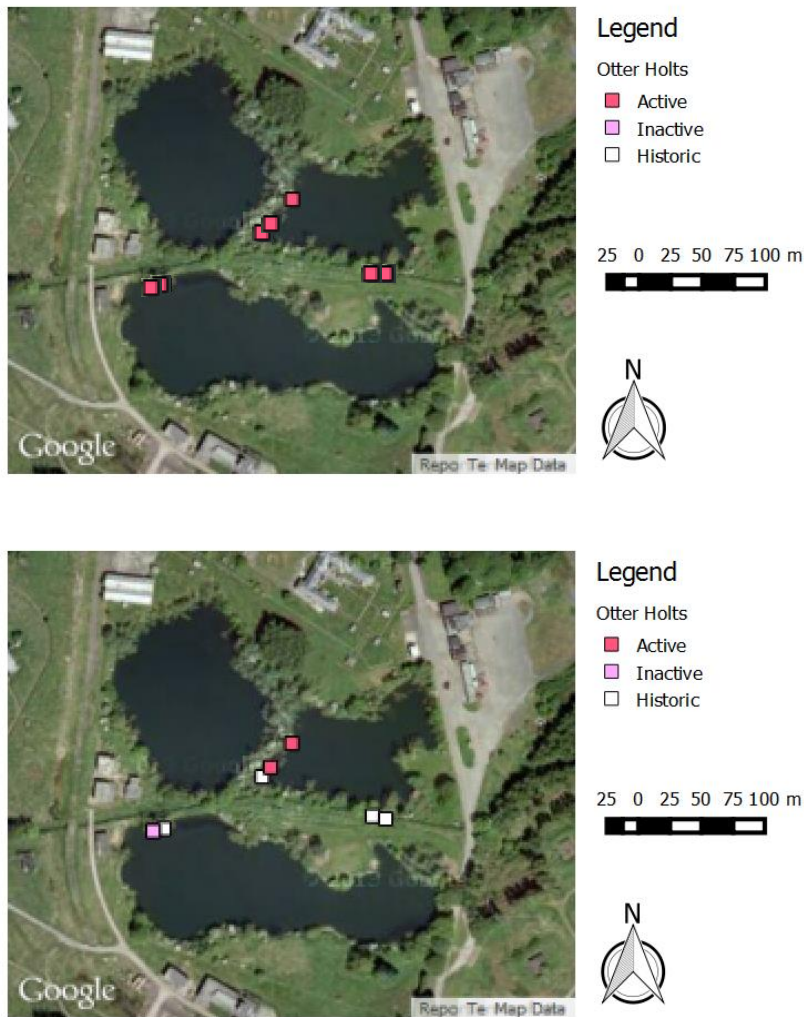 Legend
Otter Holts
Active
Inactive
Historic
25 0 25 50 75 100 m
N
Google
Map Data
Legend
Otter Holts
Active
Inactive
Historic
25 0 25 50 75 100 m
N
Google
Map Data